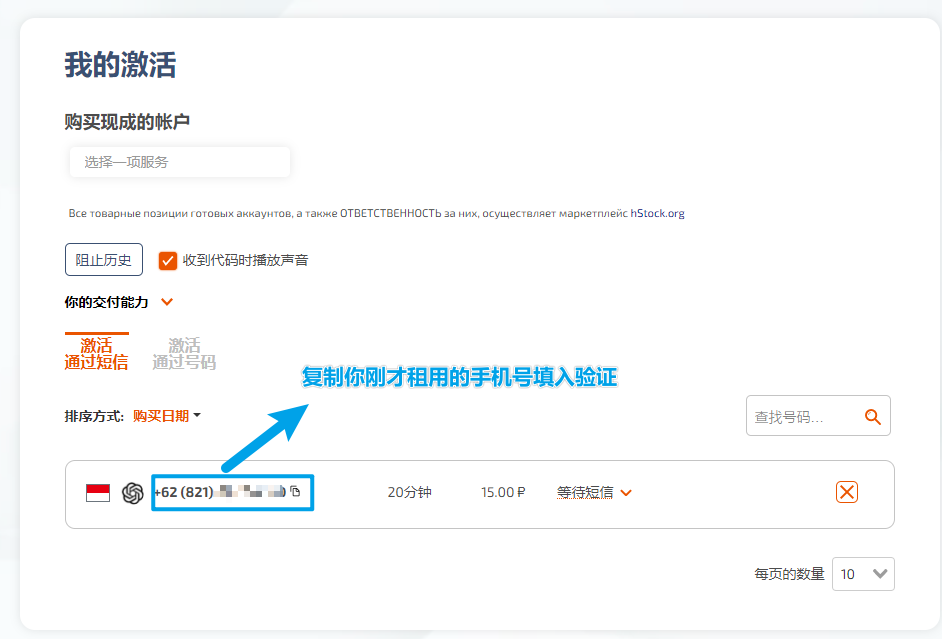 我的激活
购买现成的帐户
选择一项服务
Все товарные позиции готовых аккаунтов, а также ОТВЕТСТВЕННОСТЬ за них, осуществляет маркетплейс hStock.org
阻止历史 收到代码时播放声音
你的交付能力
激活 激活
通过短信 通过号码
复制你刚才租用的手机号填入验证
排序方式: 购买日期 查找号码...
+62 (821) 20分钟 15.00 ₽ 等待短信
每页的数量 10